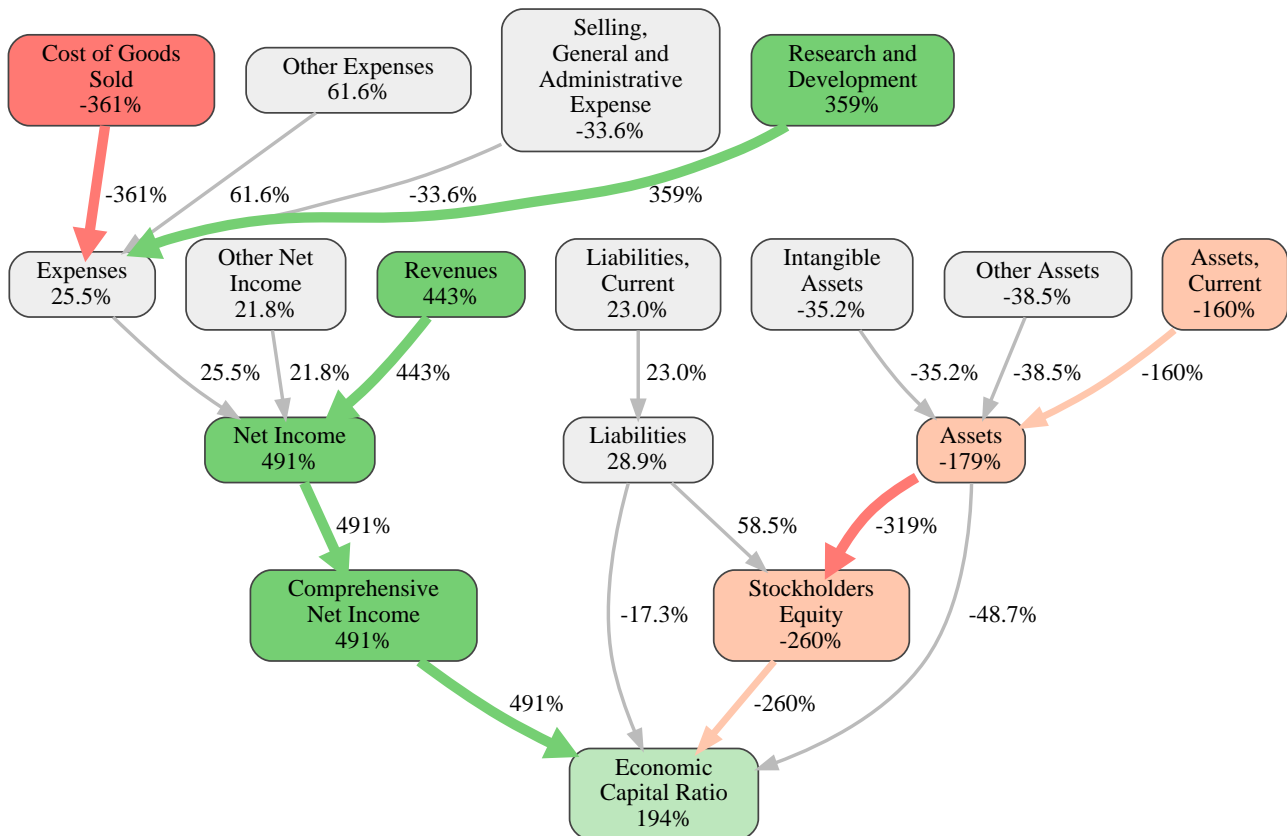 Cost of Goods
Sold
-361%
Other Expenses
61.6%
Selling,
General and
Administrative
Expense
-33.6%
Research and
Development
359%
-361%
61.6%
-33.6%
359%
Expenses
25.5%
Other Net
Income
21.8%
Revenues
443%
Liabilities,
Current
23.0%
Intangible
Assets
-35.2%
Other Assets
-38.5%
Assets,
Current
-160%
25.5%
21.8%
443%
23.0%
-35.2%
-38.5%
-160%
Net Income
491%
Liabilities
28.9%
Assets
-179%
491%
58.5%
-319%
Comprehensive
Net Income
491%
-17.3%
Stockholders
Equity
-260%
-48.7%
491%
-260%
Economic
Capital Ratio
194%